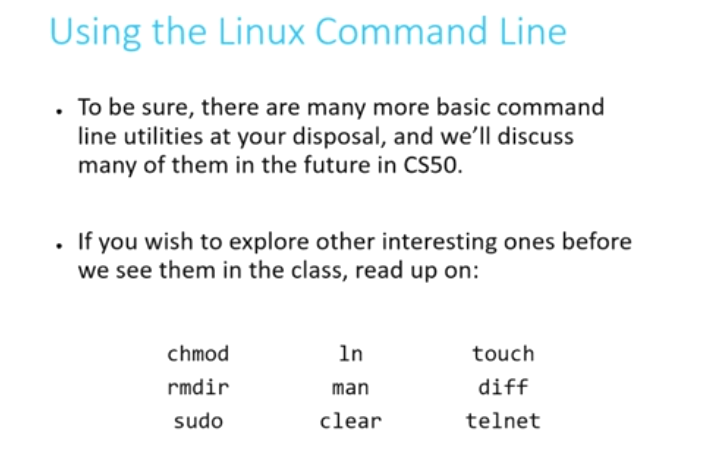 Using the Linux Command Line
• To be sure, there are many more basic command
line utilities at your disposal, and we’ll discuss
many of them in the future in CS50.
• If you wish to explore other interesting ones before
we see them in the class, read up on:
chmod ln touch
rmdir man diff
sudo clear telnet